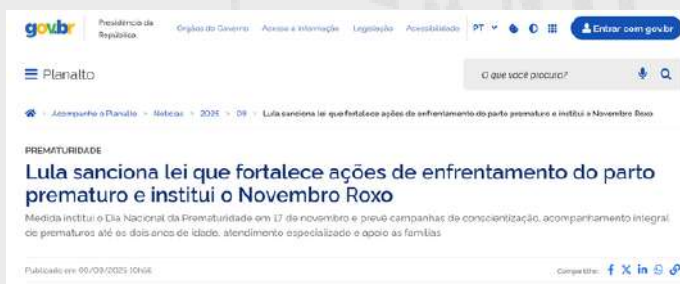 gov.br
Presidência da
República
Órgãos do Governo Acesso à Informação Legislação Acessibilidade PT
Entrar com gov.br
Planalto
O que você procura?
Acompanhe o Planalto > Notícias > 2025 > 09 > Lula sanciona lei que fortalece ações de enfrentamento do parto prematuro e institui o Novembro Roxo
PREMATURIDADE
Lula sanciona lei que fortalece ações de enfrentamento do parto
prematuro e institui o Novembro Roxo
Medida institui o Dia Nacional da Prematuridade em 17 de novembro e prevê campanhas de conscientização, acompanhamento integral
de prematuros até os dois anos de idade, atendimento especializado e apoio às famílias
Publicado em
Compartilhe: